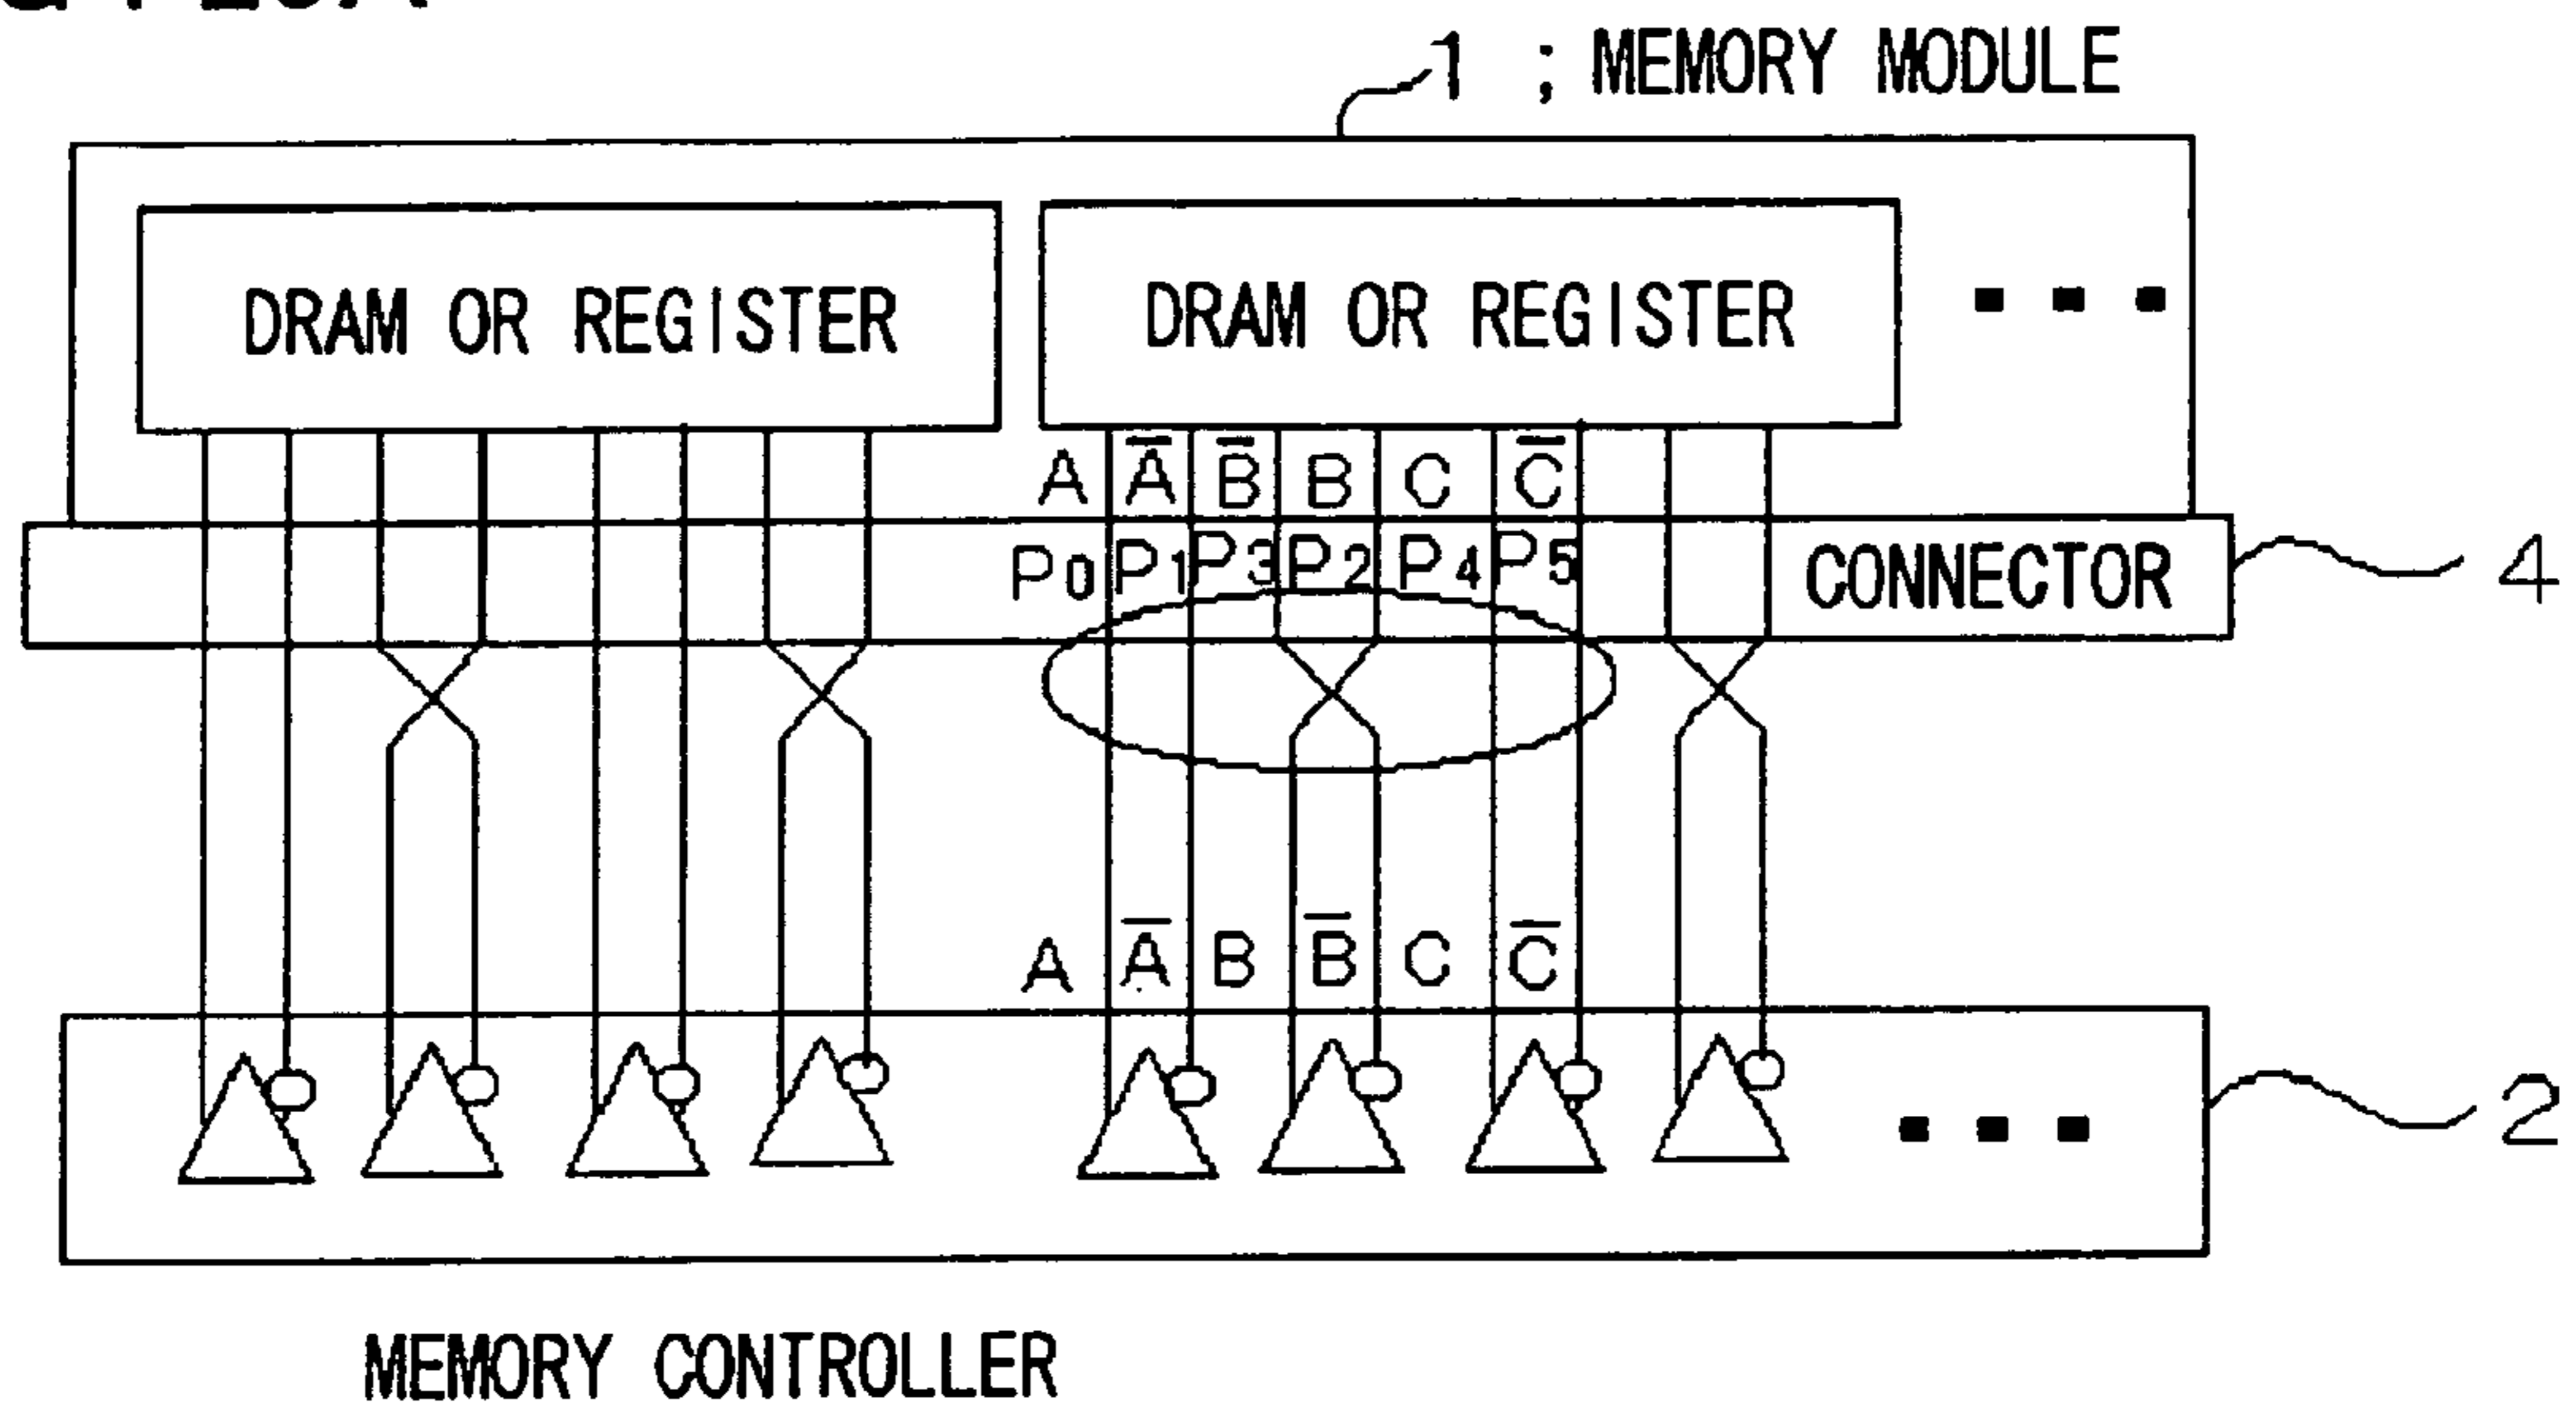 1 ; MEMORY MODULE
DRAM OR REGISTER DRAM OR REGISTER
A A̅ B̅ B C C̅
P0 P1 P3 P2 P4 P5 CONNECTOR 4
A A̅ B B̅ C C̅
2
MEMORY CONTROLLER